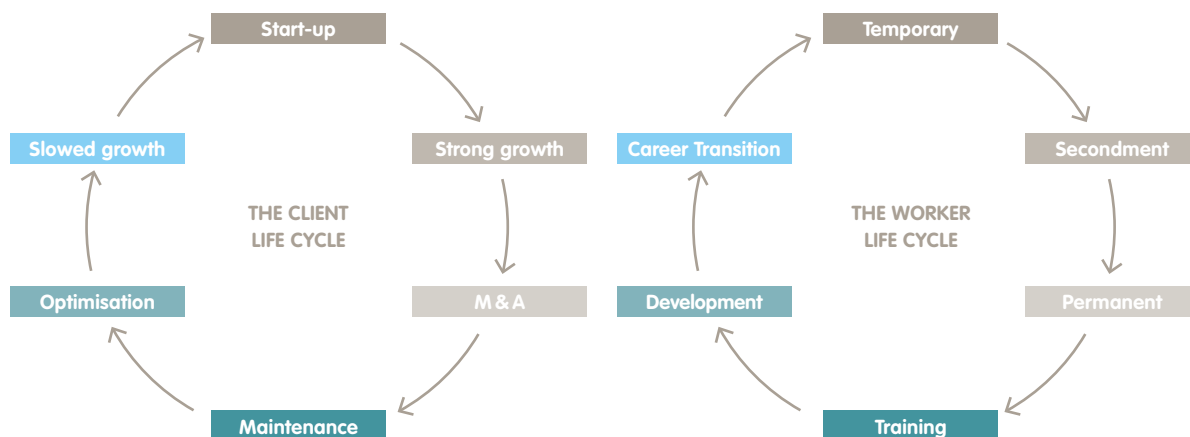 Start-up
Strong growth
M & A
Maintenance
Optimisation
Slowed growth
THE CLIENT
LIFE CYCLE
Temporary
Secondment
Permanent
Training
Development
Career Transition
THE WORKER
LIFE CYCLE